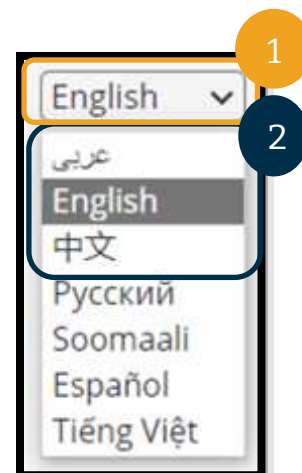 1
English
2
عربى
English
中文
Русский
Soomaali
Español
Tiếng Việt